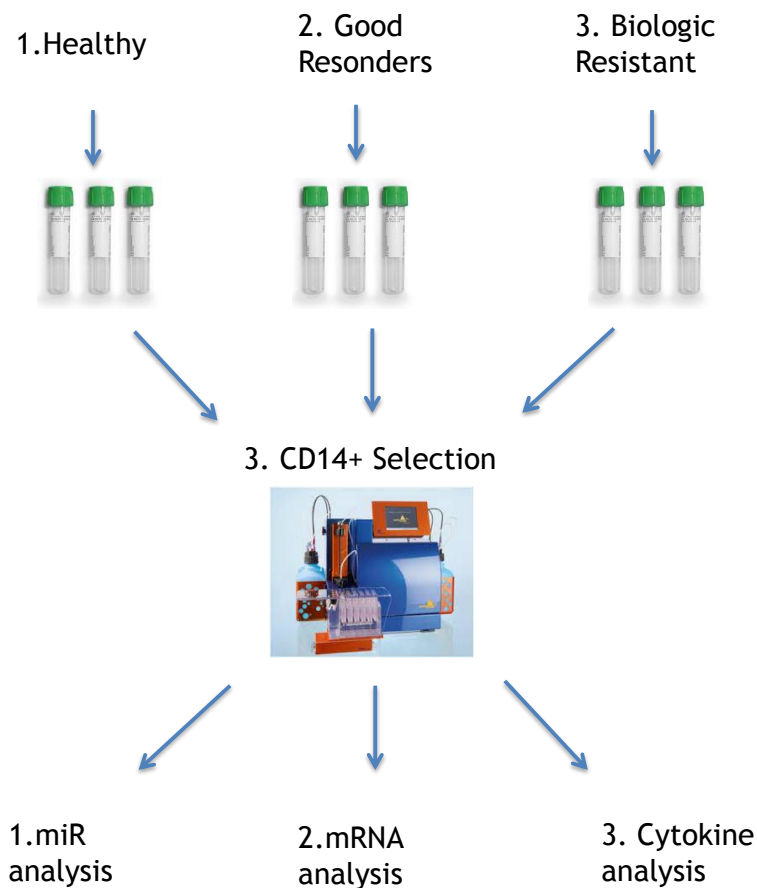 1.Healthy
2. Good
Resonders
3. Biologic
Resistant
3. CD14+ Selection
1.miR
analysis
2.mRNA
analysis
3. Cytokine
analysis